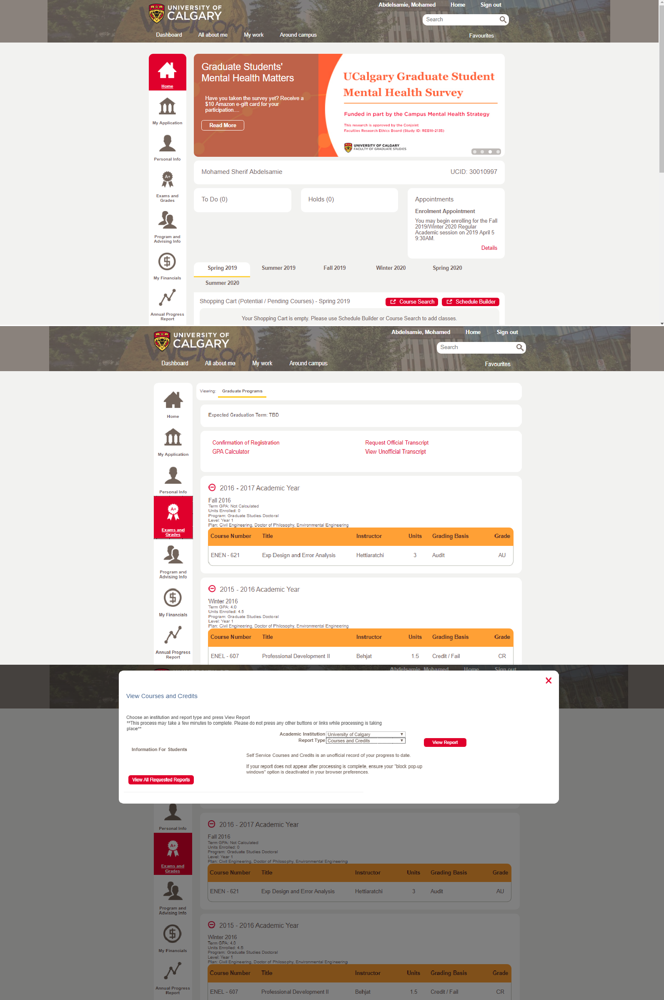 UNIVERSITY OF
CALGARY
Abdelsamie, Mohamed Home Sign out
Search
Welcome
Dashboard All about me My work Around campus Favourites
Home
My Application
Personal Info
A+
Exams and
Grades
Program and
Advising Info
My Financials
Annual Progress
Report
Graduate Students'
Mental Health Matters
Have you taken the survey yet? Receive a
$10 Amazon e-gift card for your
participation....
Read More
UCalgary Graduate Student
Mental Health Survey
Funded in part by the Campus Mental Health Strategy
This research is approved by the Conjoint
Faculties Research Ethics Board (Study ID: REB18-2135)
UNIVERSITY OF CALGARY
FACULTY OF GRADUATE STUDIES
Mohamed Sherif Abdelsamie UCID: 30010997
To Do (0) Holds (0) Appointments
Enrolment Appointment
You may begin enrolling for the Fall
2019/Winter 2020 Regular
Academic session on 2019 April 5
9:30AM.
Details
Spring 2019 Summer 2019 Fall 2019 Winter 2020 Spring 2020
Summer 2020
Shopping Cart (Potential / Pending Courses) - Spring 2019 Course Search Schedule Builder
Your Shopping Cart is empty. Please use Schedule Builder or Course Search to add classes.
UNIVERSITY OF
CALGARY
Abdelsamie, Mohamed Home Sign out
Search
Welcome
Dashboard All about me My work Around campus Favourites
Home
My Application
Personal Info
A+
Exams and
Grades
Program and
Advising Info
My Financials
Annual Progress
Report
Viewing: Graduate Programs
Expected Graduation Term: TBD
Confirmation of Registration Request Official Transcript
GPA Calculator View Unofficial Transcript
2016 - 2017 Academic Year
Fall 2016
Term GPA: Not Calculated
Units Enrolled: 0
Program: Graduate Studies Doctoral
Level: Year 1
Plan: Civil Engineering, Doctor of Philosophy, Environmental Engineering
Course Number Title Instructor Units Grading Basis Grade
ENEN - 621 Exp Design and Error Analysis Hettiaratchi 3 Audit AU
2015 - 2016 Academic Year
Winter 2016
Term GPA: 4.0
Units Enrolled: 4.5
Program: Graduate Studies Doctoral
Level: Year 1
Plan: Civil Engineering, Doctor of Philosophy, Environmental Engineering
Course Number Title Instructor Units Grading Basis Grade
ENEL - 607 Professional Development II Behjat 1.5 Credit / Fail CR
Abdelsamie, Mohamed Home Sign out
View Courses and Credits
Choose an institution and report type and press View Report
**This process may take a few minutes to complete. Please do not press any other buttons or links while processing is taking
place**
Academic Institution University of Calgary
Report Type Courses and Credits
View Report
Information For Students
Self Service Courses and Credits is an unofficial record of your progress to date.
If your report does not appear after processing is complete, ensure your "block pop-up
windows" option is deactivated in your browser preferences.
View All Requested Reports
Personal Info
A+
Exams and
Grades
Program and
Advising Info
My Financials
Annual Progress
Report
2016 - 2017 Academic Year
Fall 2016
Term GPA: Not Calculated
Units Enrolled: 0
Program: Graduate Studies Doctoral
Level: Year 1
Plan: Civil Engineering, Doctor of Philosophy, Environmental Engineering
Course Number Title Instructor Units Grading Basis Grade
ENEN - 621 Exp Design and Error Analysis Hettiaratchi 3 Audit AU
2015 - 2016 Academic Year
Winter 2016
Term GPA: 4.0
Units Enrolled: 4.5
Program: Graduate Studies Doctoral
Level: Year 1
Plan: Civil Engineering, Doctor of Philosophy, Environmental Engineering
Course Number Title Instructor Units Grading Basis Grade
ENEL - 607 Professional Development II Behjat 1.5 Credit / Fail CR